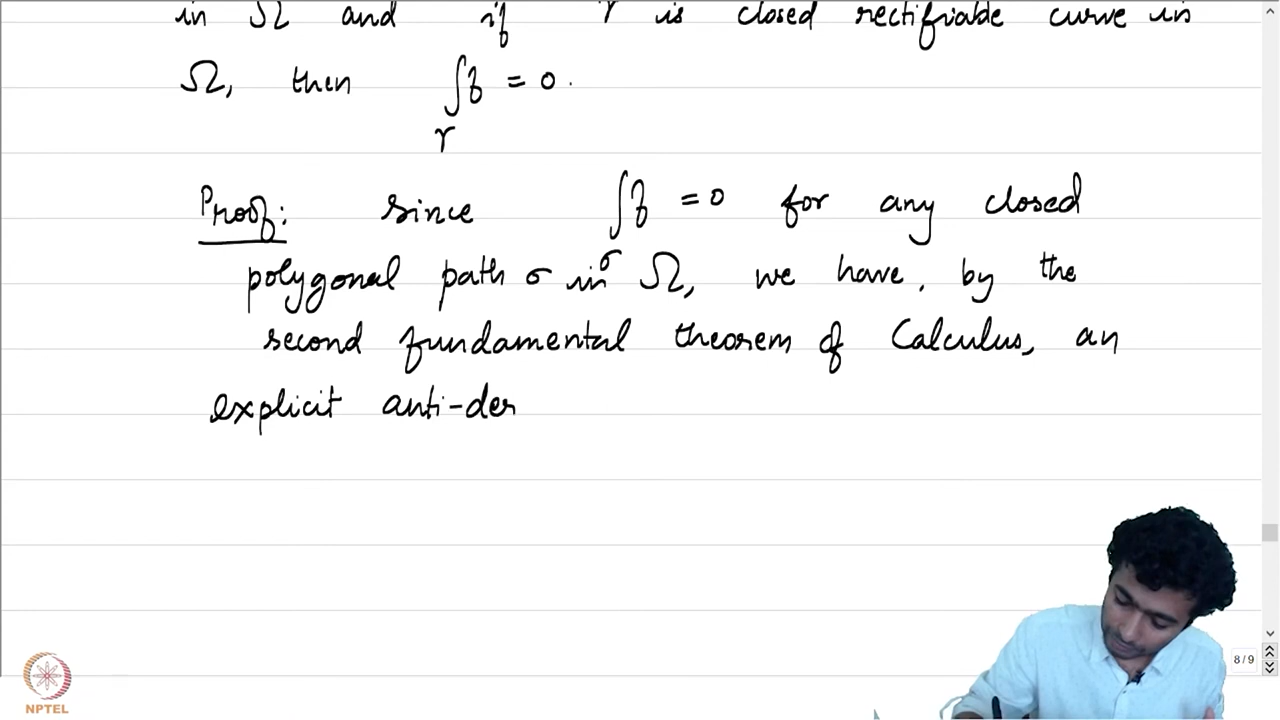 in Ω and if γ is closed rectifiable curve in
Ω, then ∫f = 0.
γ
Proof: since ∫f = 0 for any closed
σ
polygonal path σ in Ω, we have, by the
second fundamental theorem of Calculus, an
explicit anti-der
8/9
NPTEL